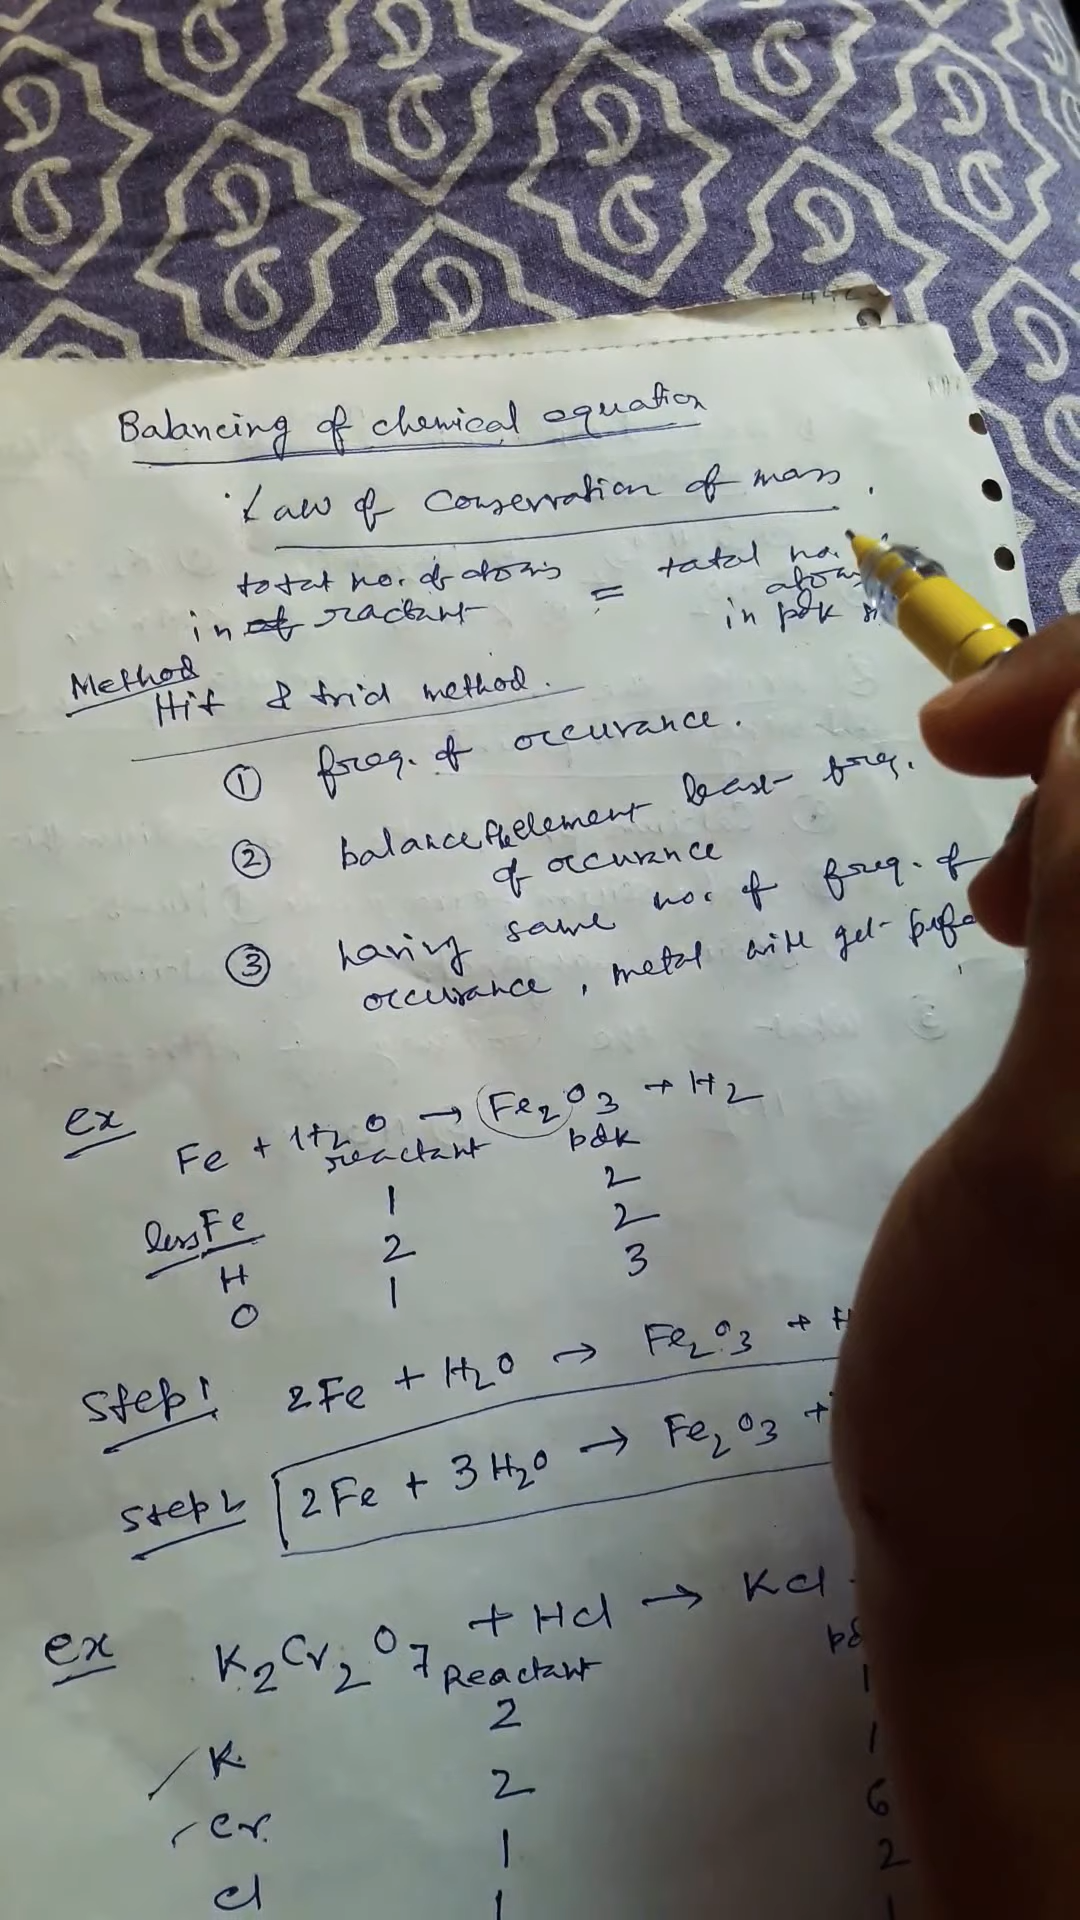 Balancing of chemical equation
Law of Conservation of mass.
total no. of atoms = total no.
in reactant atoms
in pdk
Method
Hit & trid method.
① freq. of occurance.
② balance the element least freq.
of occurance
③ having same no. of freq. of
occurance, metal will get
ex
Fe + H2O → Fe2O3 + H2
reactant pdk
less Fe 1 2
H 2 2
O 1 3
Step 1 2Fe + H2O → Fe2O3 + H
Step 2 2Fe + 3H2O → Fe2O3 +
ex K2Cr2O7 + HCl → KCl
Reactant
K 2 1
Cr. 2 1
Cl 1 6
1 2